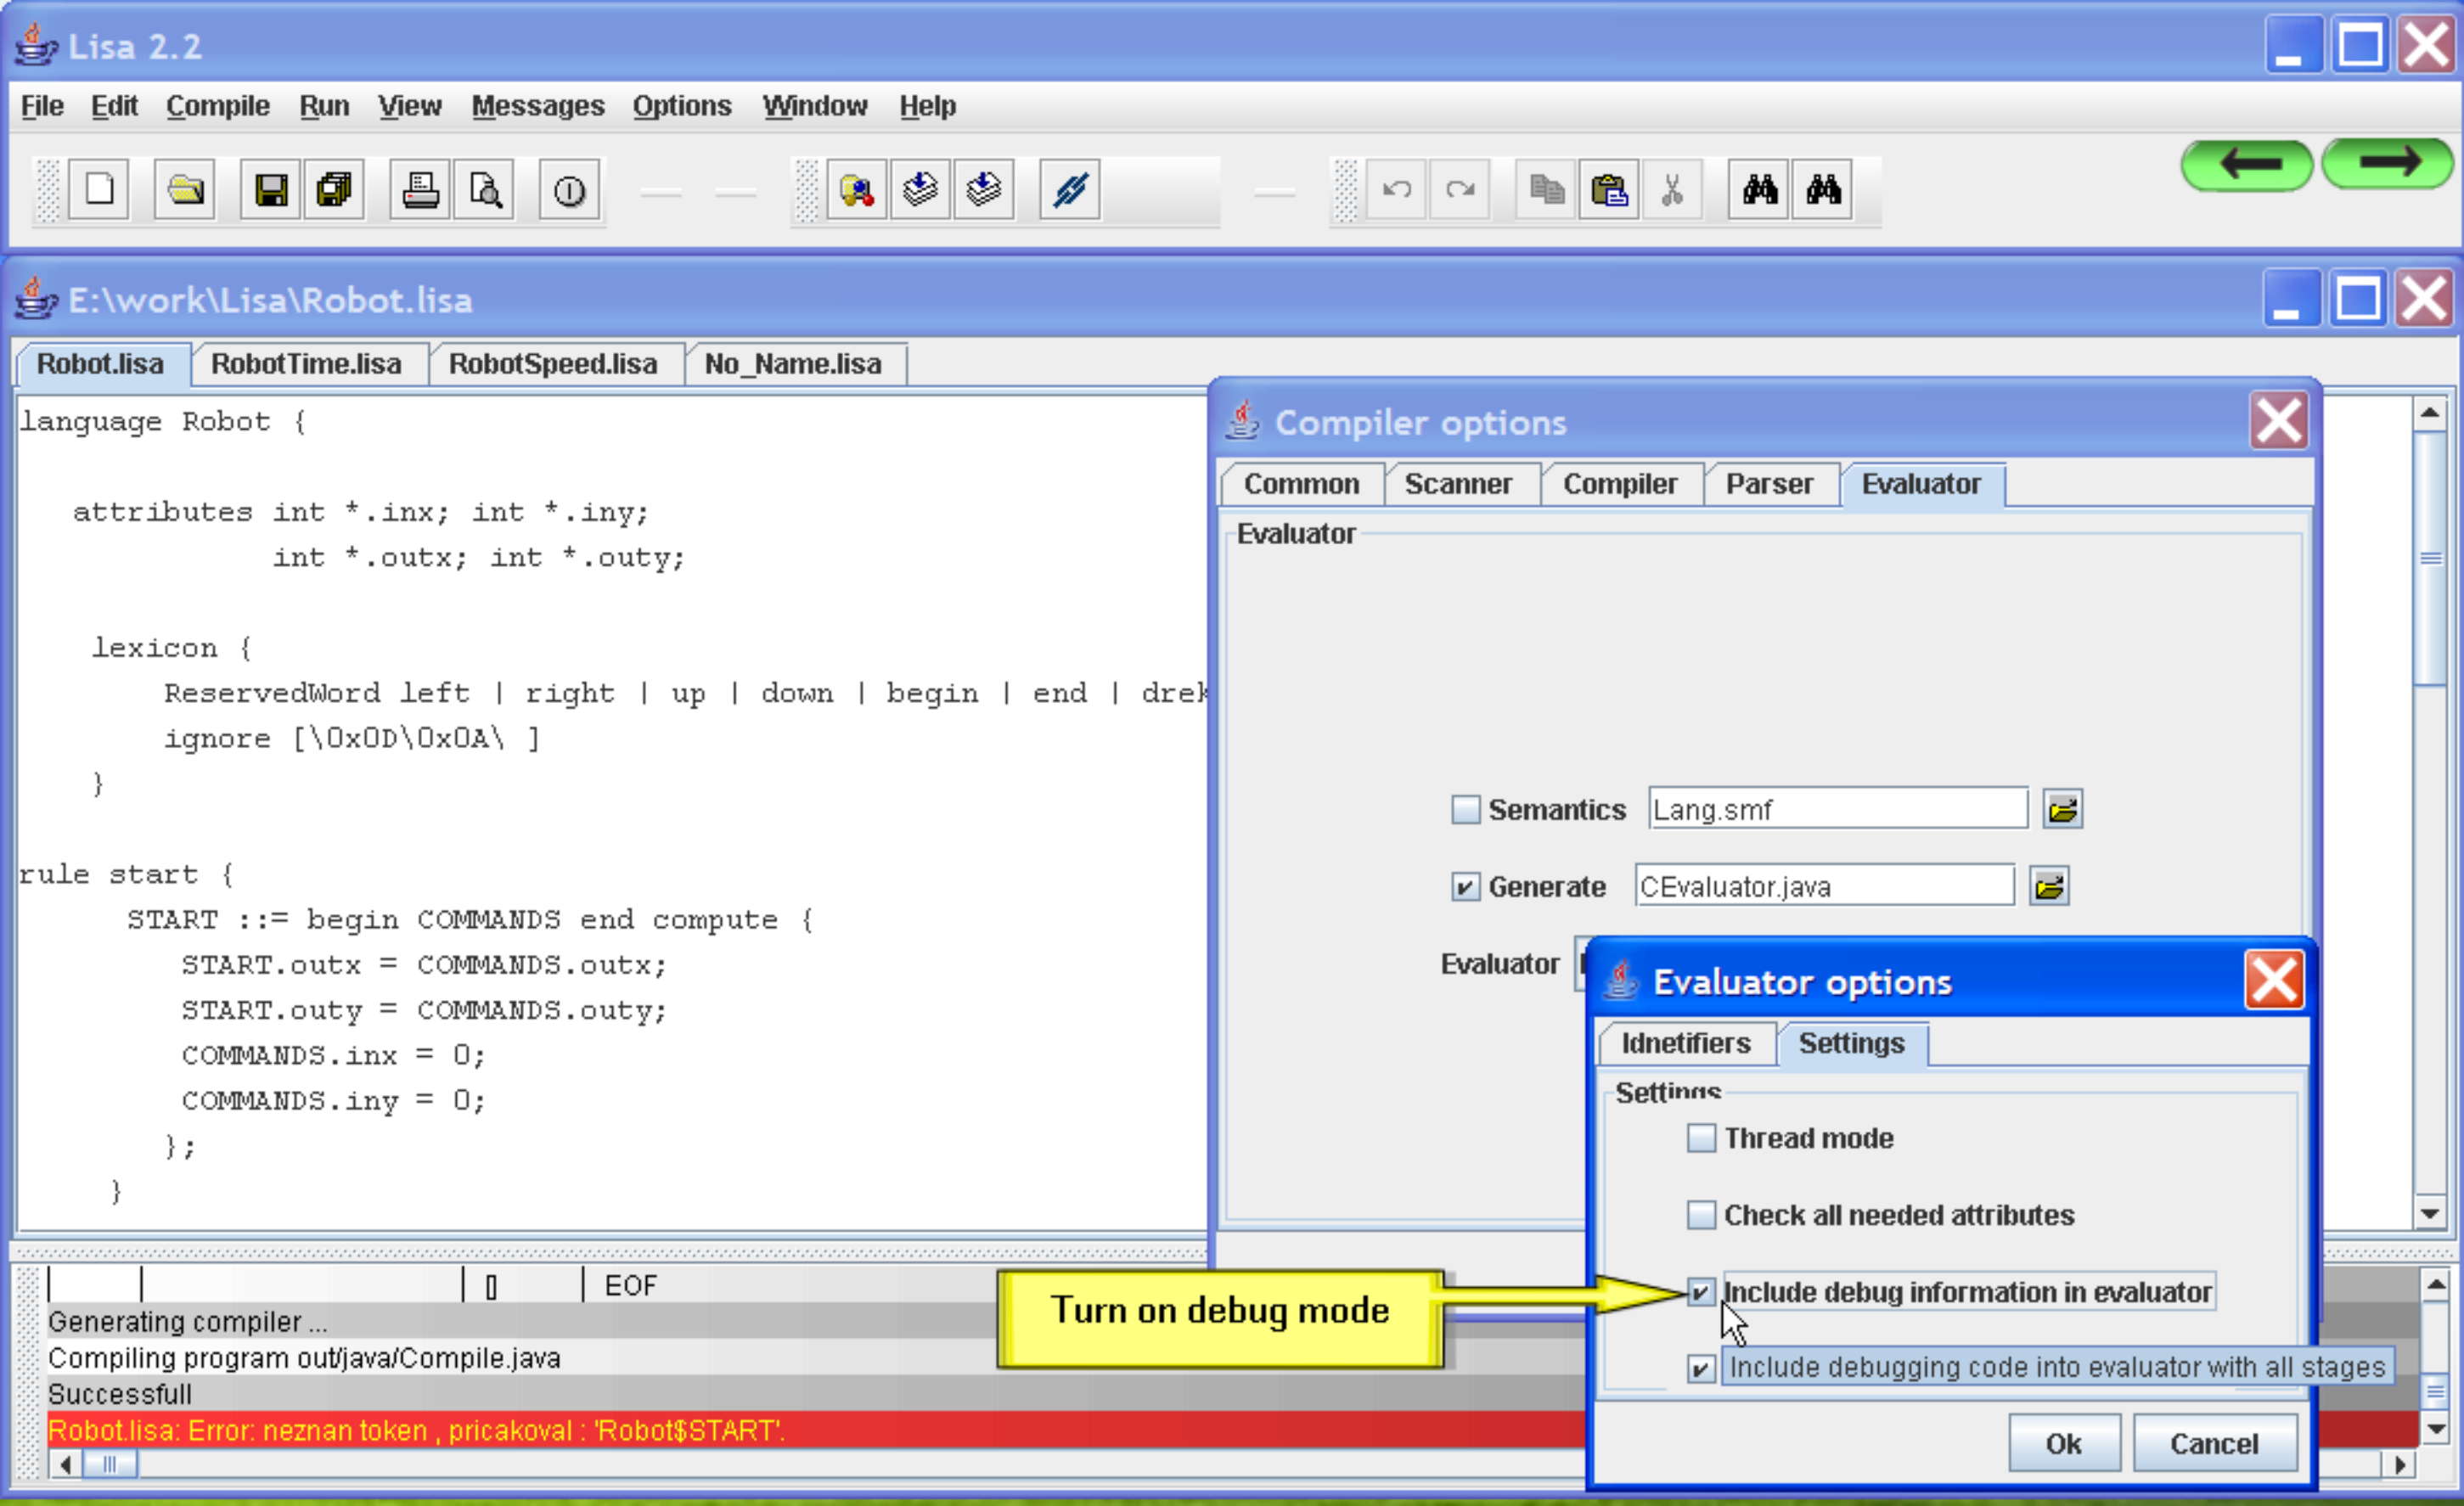 Lisa 2.2
File Edit Compile Run View Messages Options Window Help
E:\work\Lisa\Robot.lisa
Robot.lisa RobotTime.lisa RobotSpeed.lisa No_Name.lisa
language Robot {
attributes int *.inx; int *.iny;
int *.outx; int *.outy;
lexicon {
ReservedWord left | right | up | down | begin | end |
ignore [\0x0D\0x0A\ ]
}
rule start {
START ::= begin COMMANDS end compute {
START.outx = COMMANDS.outx;
START.outy = COMMANDS.outy;
COMMANDS.inx = 0;
COMMANDS.iny = 0;
};
}
Compiler options
Common Scanner Compiler Parser Evaluator
Evaluator
Semantics Lang.smf
Generate CEvaluator.java
Evaluator
Evaluator options
Idnetifiers Settings
Settings
Thread mode
Check all needed attributes
Include debug information in evaluator
Include debugging code into evaluator with all stages
Ok Cancel
Turn on debug mode
[] EOF
Generating compiler ...
Compiling program out/java/Compile.java
Successfull
Robot.lisa: Error: neznan token , pricakoval : 'Robot$START'.